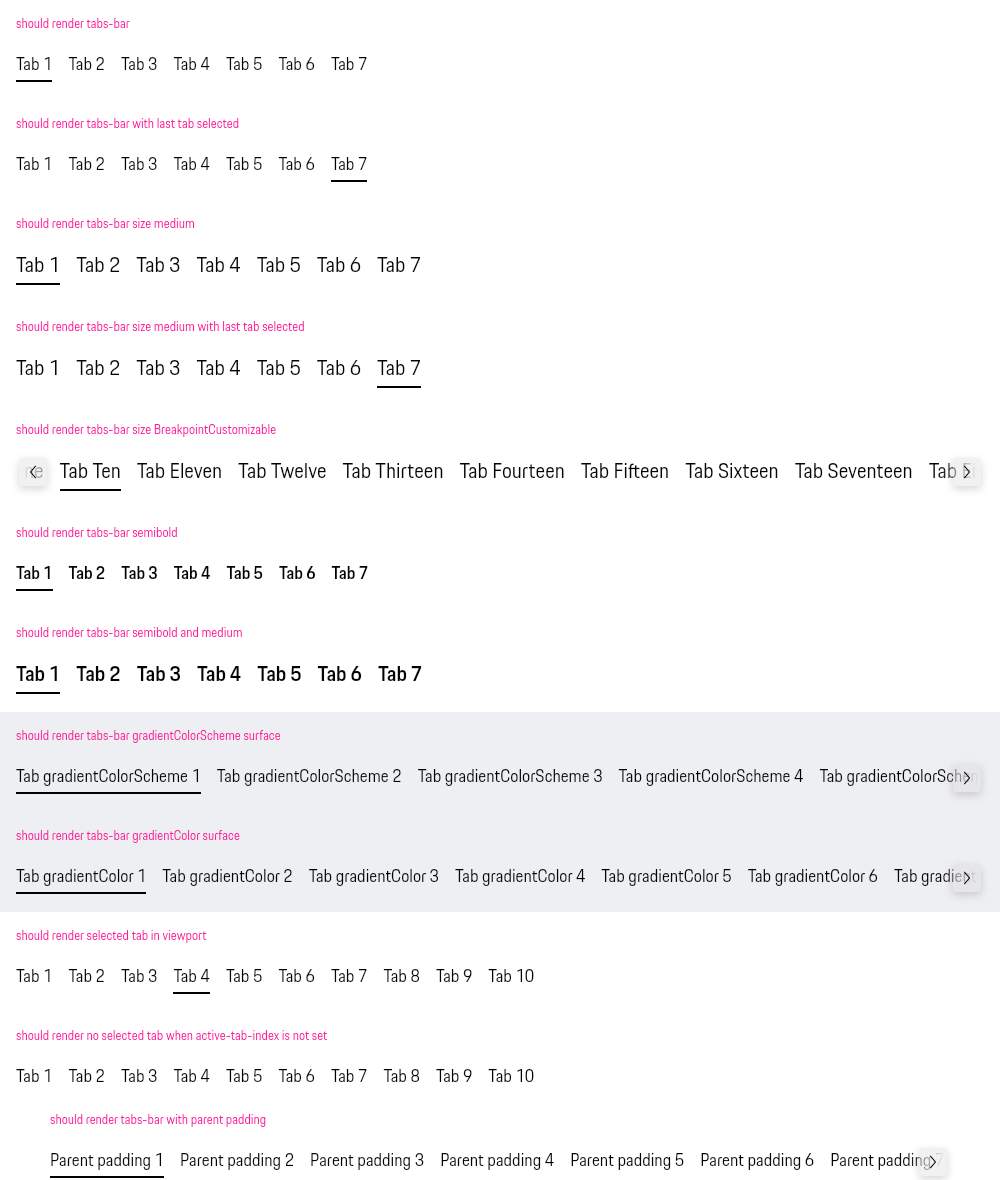 should render tabs-bar
Tab 1 Tab 2 Tab 3 Tab 4 Tab 5 Tab 6 Tab 7
should render tabs-bar with last tab selected
Tab 1 Tab 2 Tab 3 Tab 4 Tab 5 Tab 6 Tab 7
should render tabs-bar size medium
Tab 1 Tab 2 Tab 3 Tab 4 Tab 5 Tab 6 Tab 7
should render tabs-bar size medium with last tab selected
Tab 1 Tab 2 Tab 3 Tab 4 Tab 5 Tab 6 Tab 7
should render tabs-bar size BreakpointCustomizable
Tab Ten Tab Eleven Tab Twelve Tab Thirteen Tab Fourteen Tab Fifteen Tab Sixteen Tab Seventeen Tab
should render tabs-bar semibold
Tab 1 Tab 2 Tab 3 Tab 4 Tab 5 Tab 6 Tab 7
should render tabs-bar semibold and medium
Tab 1 Tab 2 Tab 3 Tab 4 Tab 5 Tab 6 Tab 7
should render tabs-bar gradientColorScheme surface
Tab gradientColorScheme 1 Tab gradientColorScheme 2 Tab gradientColorScheme 3 Tab gradientColorScheme 4 Tab
should render tabs-bar gradientColor surface
Tab gradientColor 1 Tab gradientColor 2 Tab gradientColor 3 Tab gradientColor 4 Tab gradientColor 5 Tab gradientColor 6 Tab
should render selected tab in viewport
Tab 1 Tab 2 Tab 3 Tab 4 Tab 5 Tab 6 Tab 7 Tab 8 Tab 9 Tab 10
should render no selected tab when active-tab-index is not set
Tab 1 Tab 2 Tab 3 Tab 4 Tab 5 Tab 6 Tab 7 Tab 8 Tab 9 Tab 10
should render tabs-bar with parent padding
Parent padding 1 Parent padding 2 Parent padding 3 Parent padding 4 Parent padding 5 Parent padding 6 Parent padding 7